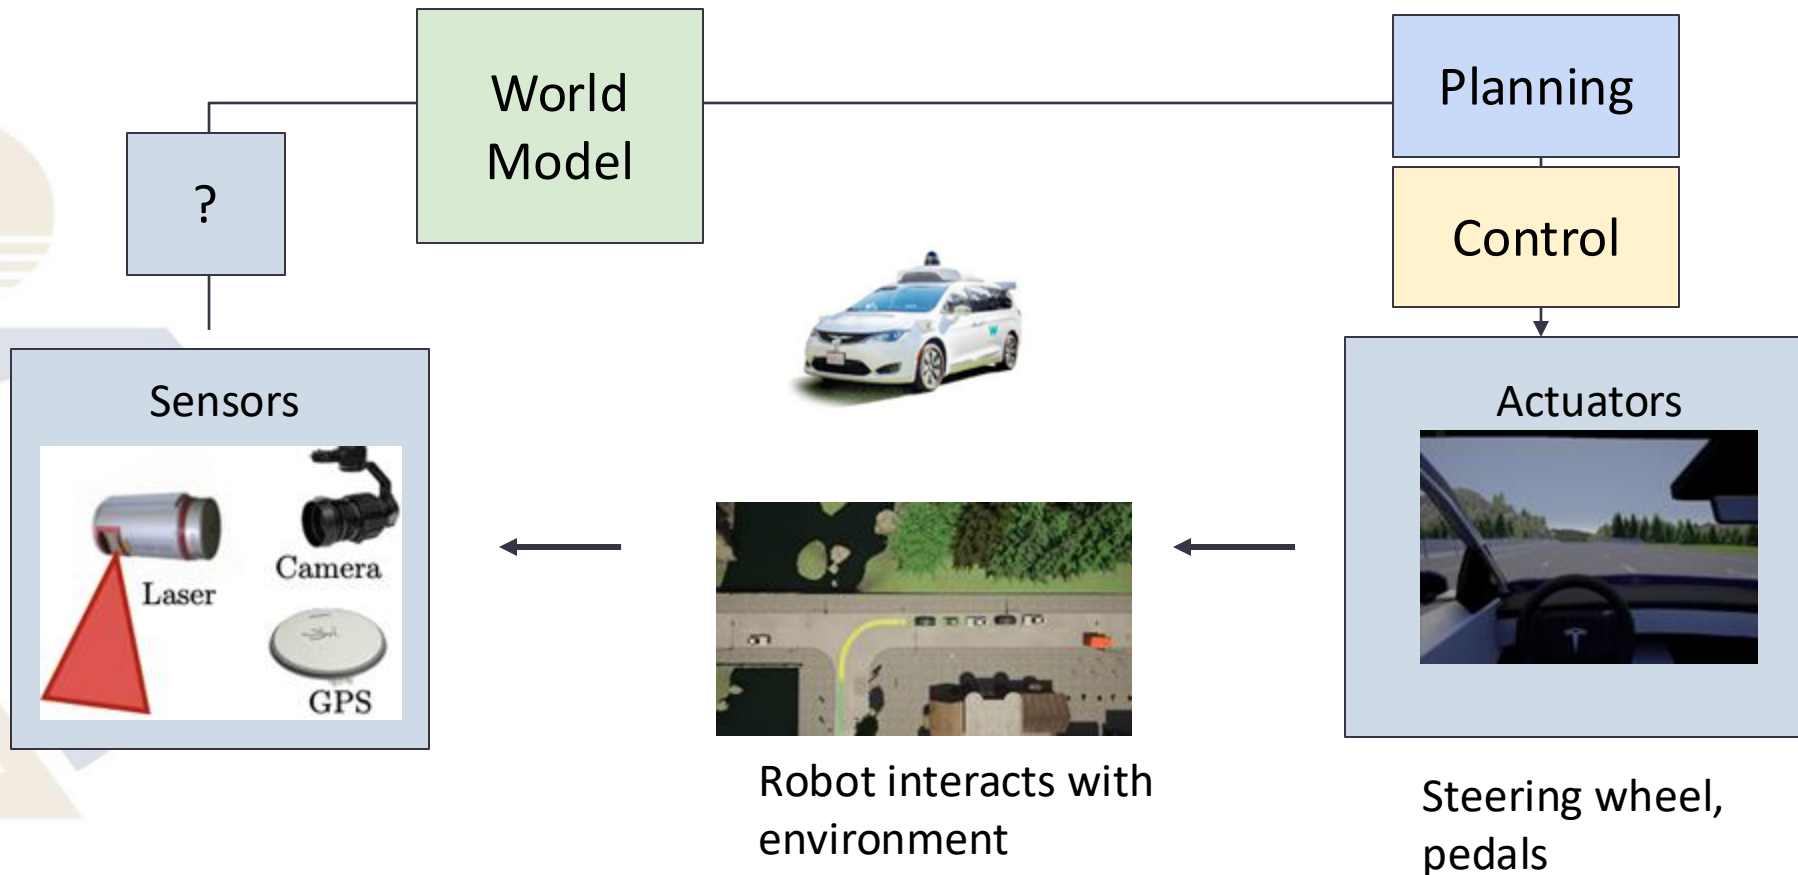 World
Model
Planning
?
Control
Sensors
Camera
Laser
GPS
Actuators
Robot interacts with
environment
Steering wheel,
pedals